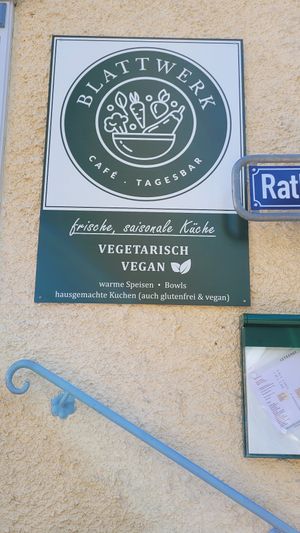 BLATTWERK
CAFÉ . TAGESBAR
Rat
frische, saisonale Küche
VEGETARISCH
VEGAN
warme Speisen • Bowls
hausgemachte Kuchen (auch glutenfrei & vegan)